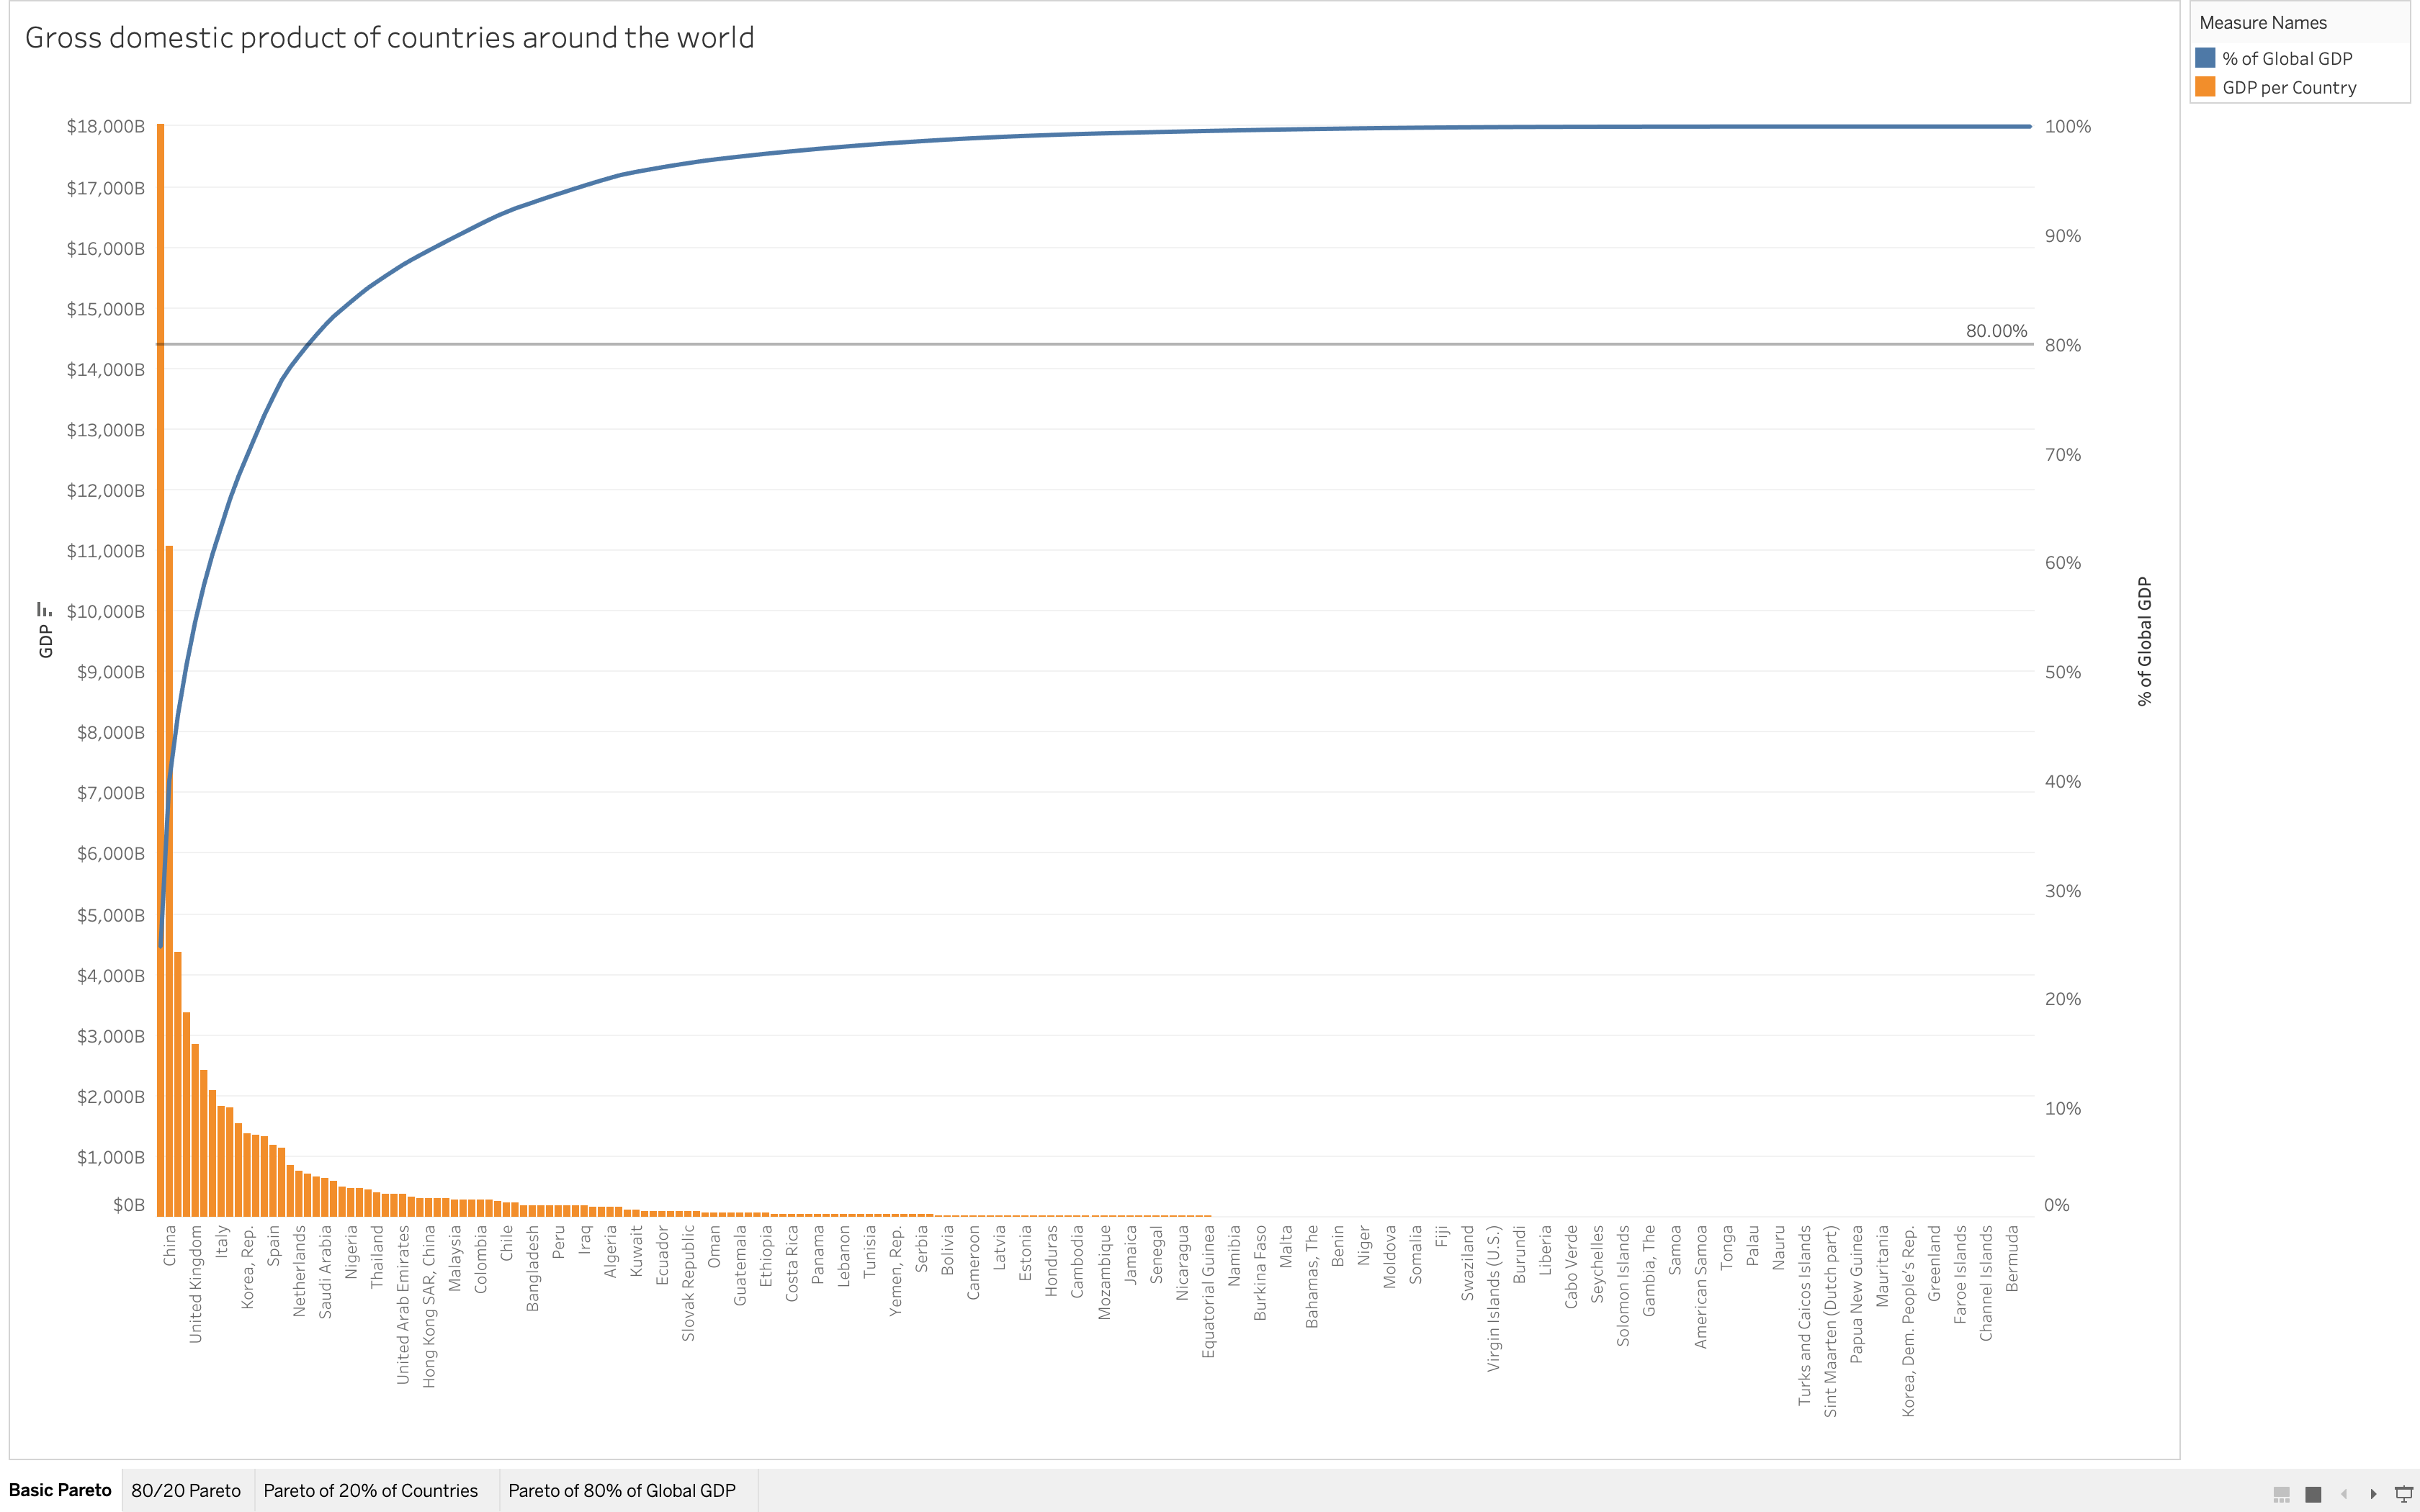 Gross domestic product of countries around the world
Measure Names
% of Global GDP
GDP per Country
$18,000B
$17,000B
$16,000B
$15,000B
$14,000B
$13,000B
$12,000B
$11,000B
$10,000B
$9,000B
$8,000B
$7,000B
$6,000B
$5,000B
$4,000B
$3,000B
$2,000B
$1,000B
$0B
GDP
80.00%
100%
90%
80%
70%
60%
50%
40%
30%
20%
10%
0%
% of Global GDP
China
United Kingdom
Italy
Korea, Rep.
Spain
Netherlands
Saudi Arabia
Nigeria
Thailand
United Arab Emirates
Hong Kong SAR, China
Malaysia
Colombia
Chile
Bangladesh
Peru
Iraq
Algeria
Kuwait
Ecuador
Slovak Republic
Oman
Guatemala
Ethiopia
Costa Rica
Panama
Lebanon
Tunisia
Yemen, Rep.
Serbia
Bolivia
Cameroon
Latvia
Estonia
Honduras
Cambodia
Mozambique
Jamaica
Senegal
Nicaragua
Equatorial Guinea
Namibia
Burkina Faso
Malta
Bahamas, The
Benin
Niger
Moldova
Somalia
Fiji
Swaziland
Virgin Islands (U.S.)
Burundi
Liberia
Cabo Verde
Seychelles
Solomon Islands
Gambia, The
Samoa
American Samoa
Tonga
Palau
Nauru
Turks and Caicos Islands
Sint Maarten (Dutch part)
Papua New Guinea
Mauritania
Korea, Dem. People's Rep.
Greenland
Faroe Islands
Channel Islands
Bermuda
Basic Pareto
80/20 Pareto
Pareto of 20% of Countries
Pareto of 80% of Global GDP